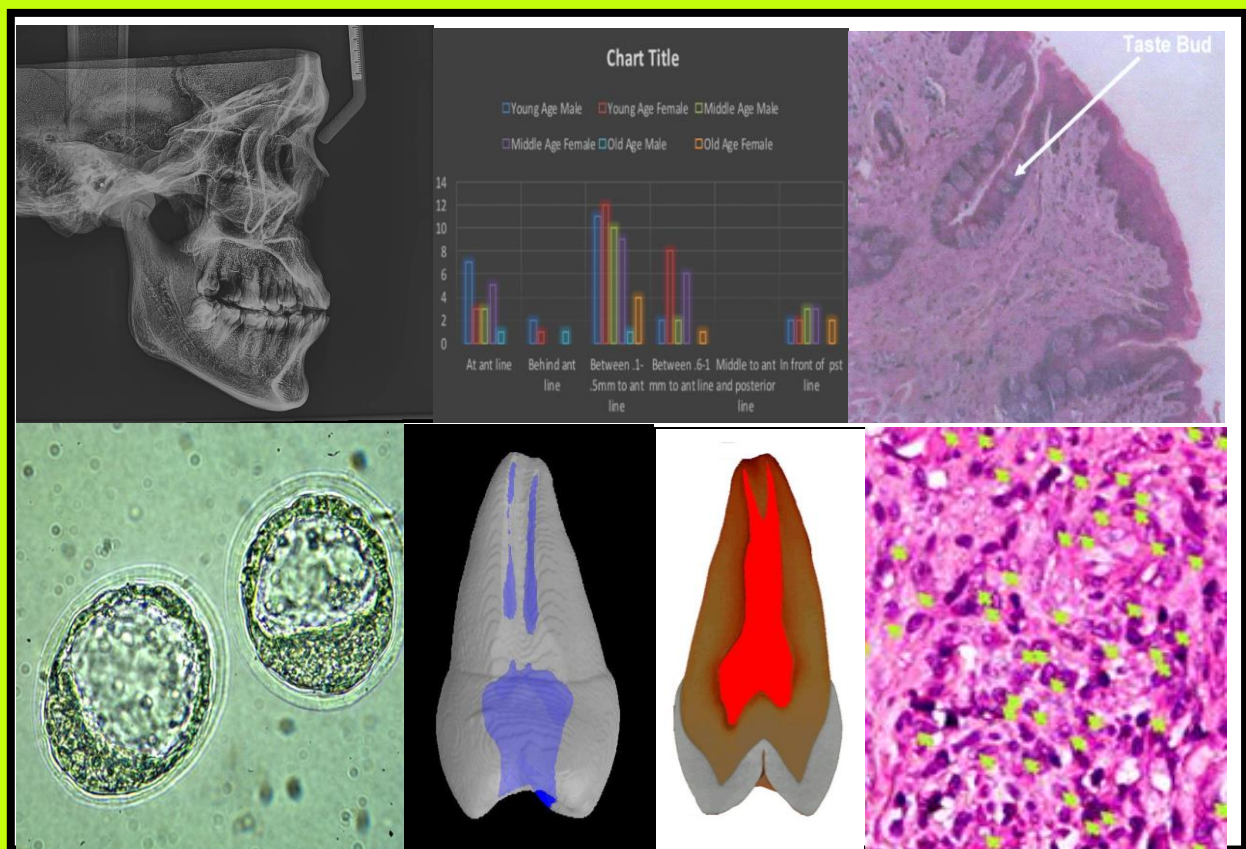 Chart Title
Young Age Male Young Age Female Middle Age Male
Middle Age Female Old Age Male Old Age Female
14
12
10
8
6
4
2
0
At ant line
Behind ant
line
Between .1-
.5mm to ant
line
Between .6-1
mm to ant line
Middle to ant
and posterior
line
In front of pst
line
Taste Bud